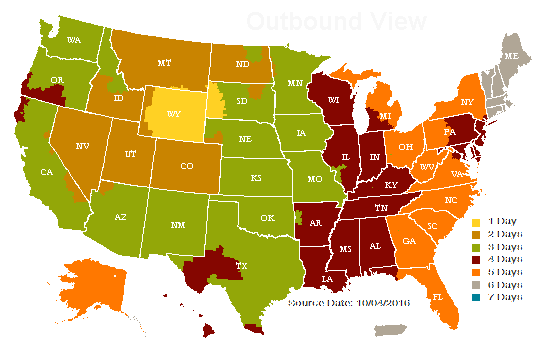 Outbound View
WA
ME
MT
ND
OR
MN
ID
WI
SD
NY
WY
MI
IA
PA
NE
NV
OH
IL
IN
UT
CO
WV
VA
CA
KS
MO
KY
NC
TN
AZ
OK
NM
AR
SC
MS
AL
GA
TX
LA
FL
1 Day
2 Days
3 Days
4 Days
5 Days
6 Days
7 Days
Source Date: 10/04/2016